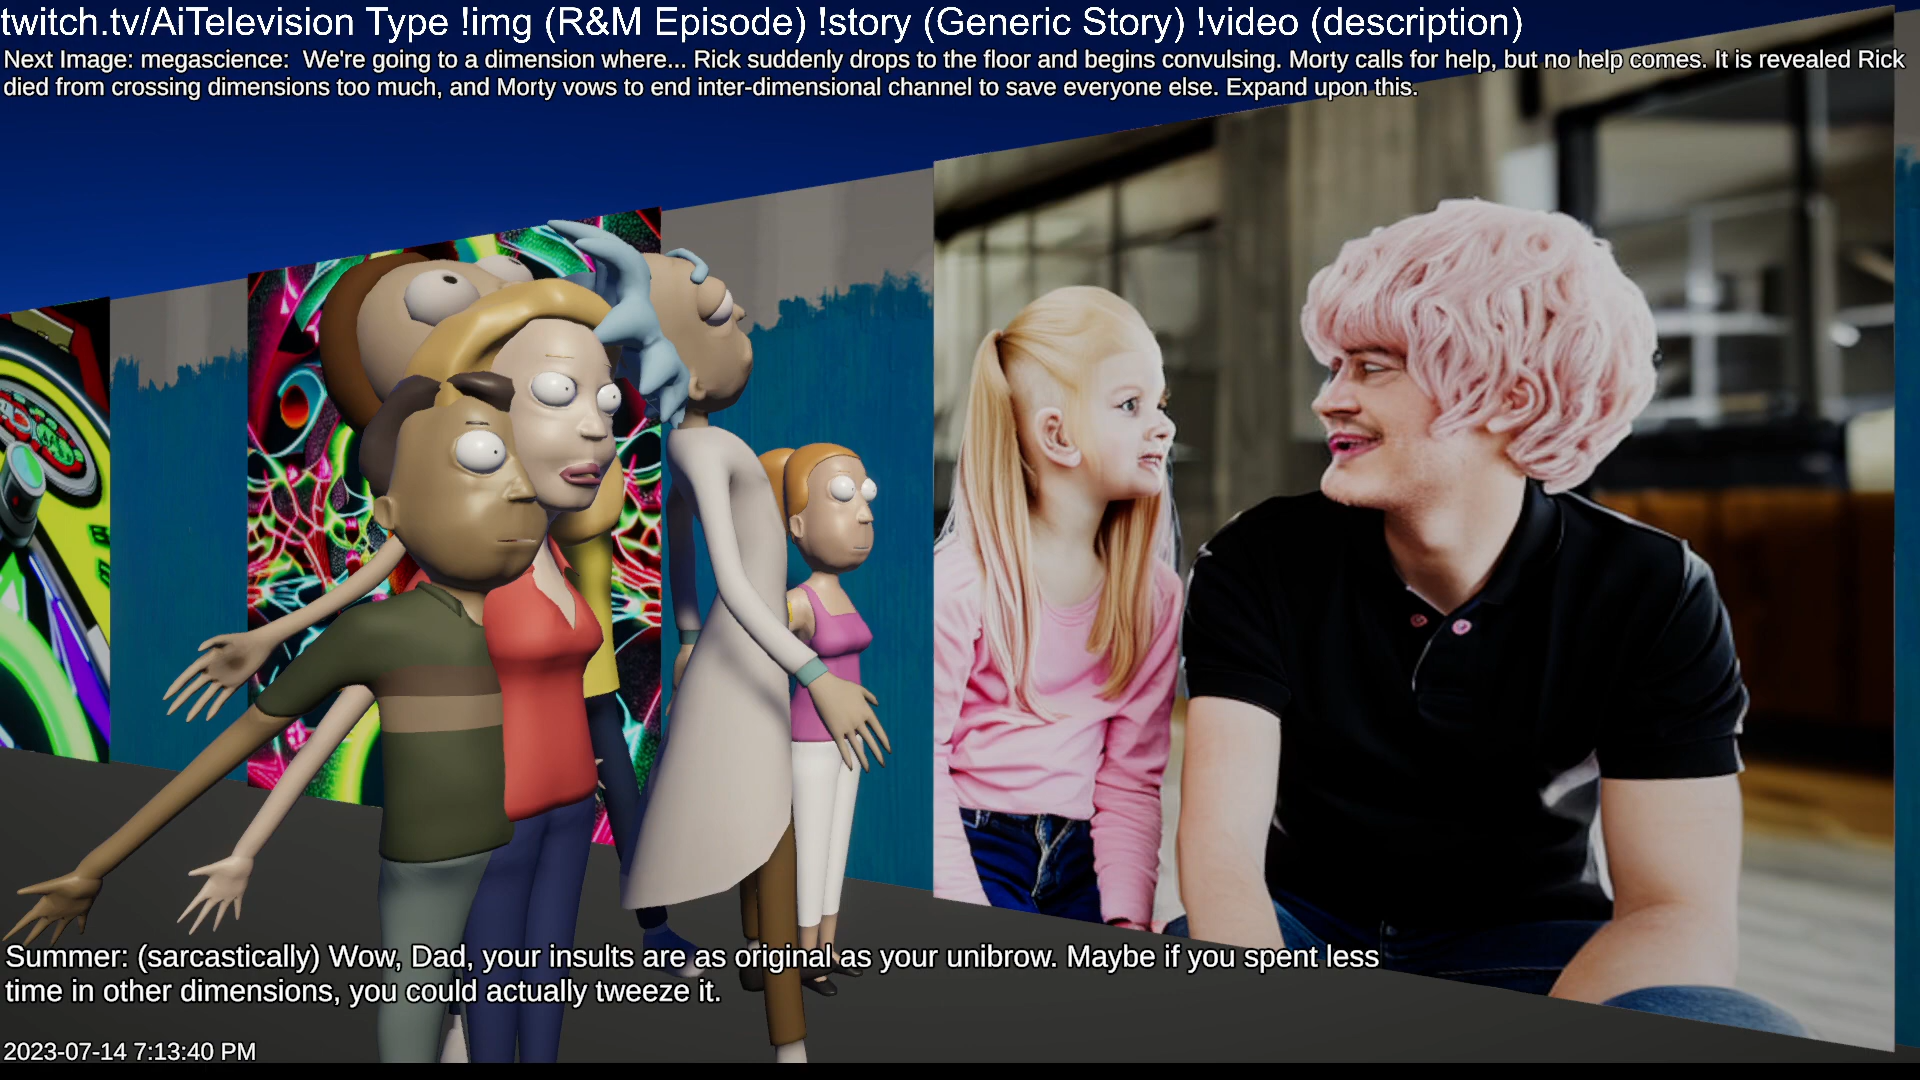 twitch.tv/AiTelevision Type !img (R&M Episode) !story (Generic Story) !video (description)
Next Image: megascience:  We're going to a dimension where... Rick suddenly drops to the floor and begins convulsing. Morty calls for help, but no help comes. It is revealed Rick
died from crossing dimensions too much, and Morty vows to end inter-dimensional channel to save everyone else. Expand upon this.
Summer: (sarcastically) Wow, Dad, your insults are as original as your unibrow. Maybe if you spent less
time in other dimensions, you could actually tweeze it.
2023-07-14 7:13:40 PM